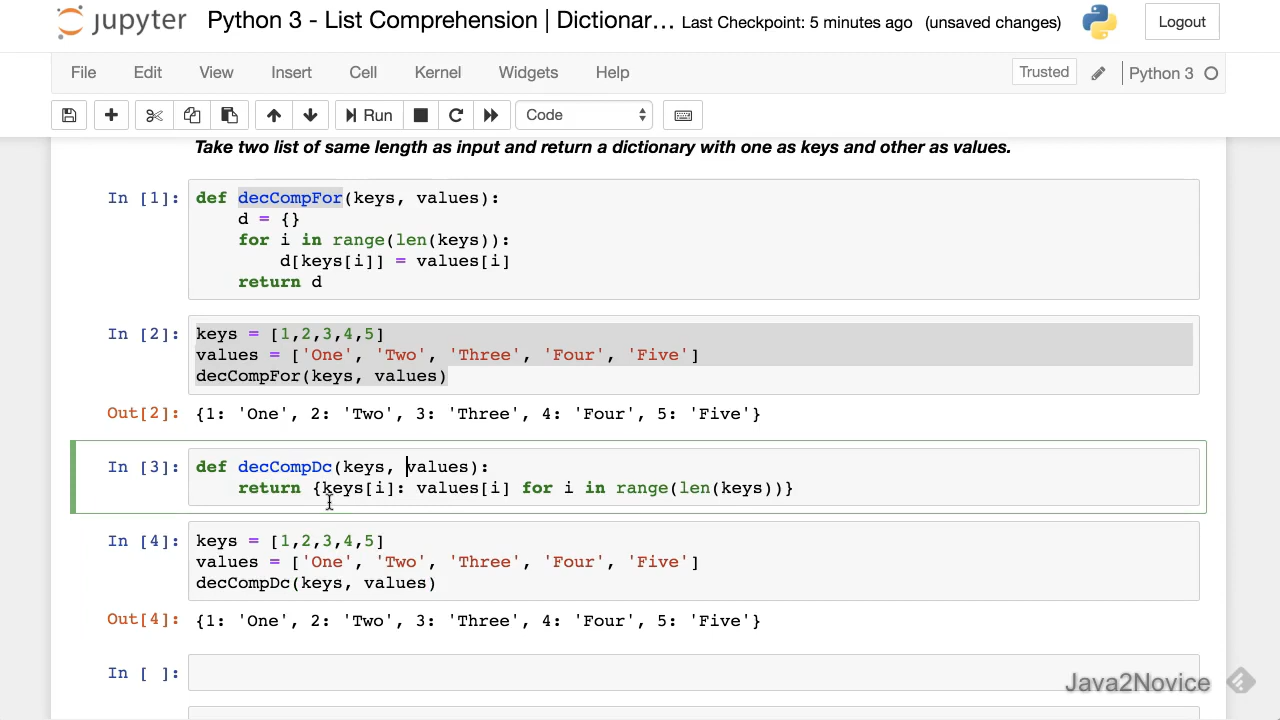 jupyter Python 3 - List Comprehension | Dictionar... Last Checkpoint: 5 minutes ago (unsaved changes) Logout
File Edit View Insert Cell Kernel Widgets Help Trusted Python 3
Run Code
Take two list of same length as input and return a dictionary with one as keys and other as values.
In [1]: def decCompFor(keys, values):
d = {}
for i in range(len(keys)):
d[keys[i]] = values[i]
return d
In [2]: keys = [1,2,3,4,5]
values = ['One', 'Two', 'Three', 'Four', 'Five']
decCompFor(keys, values)
Out[2]: {1: 'One', 2: 'Two', 3: 'Three', 4: 'Four', 5: 'Five'}
In [3]: def decCompDc(keys, values):
return {keys[i]: values[i] for i in range(len(keys))}
In [4]: keys = [1,2,3,4,5]
values = ['One', 'Two', 'Three', 'Four', 'Five']
decCompDc(keys, values)
Out[4]: {1: 'One', 2: 'Two', 3: 'Three', 4: 'Four', 5: 'Five'}
In [ ]:
Java2Novice